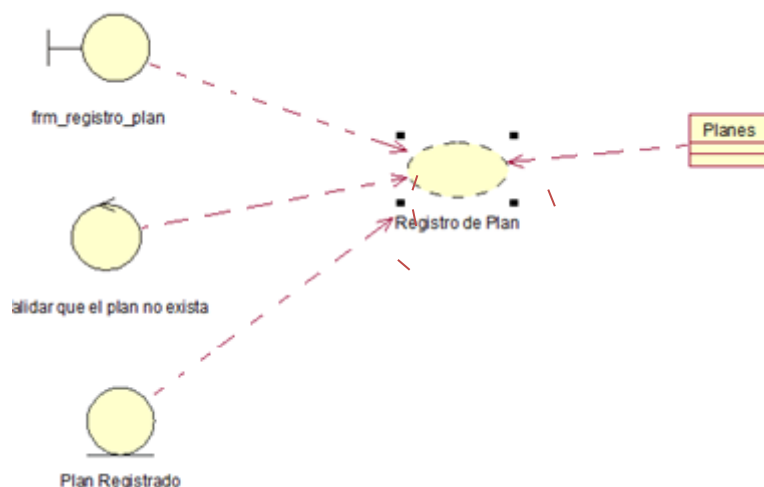 frm_registro_plan
Planes
Registro de Plan
alidar que el plan no exista
Plan Registrado